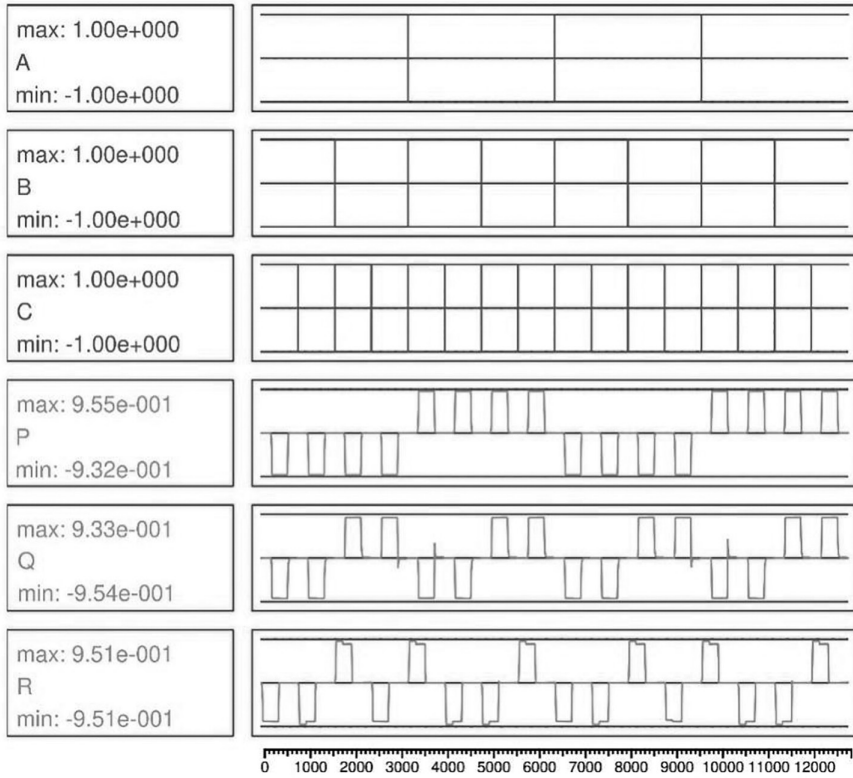 max: 1.00e+000
A
min: -1.00e+000
max: 1.00e+000
B
min: -1.00e+000
max: 1.00e+000
C
min: -1.00e+000
max: 9.55e-001
P
min: -9.32e-001
max: 9.33e-001
Q
min: -9.54e-001
max: 9.51e-001
R
min: -9.51e-001
0 1000 2000 3000 4000 5000 6000 7000 8000 9000 10000 11000 12000